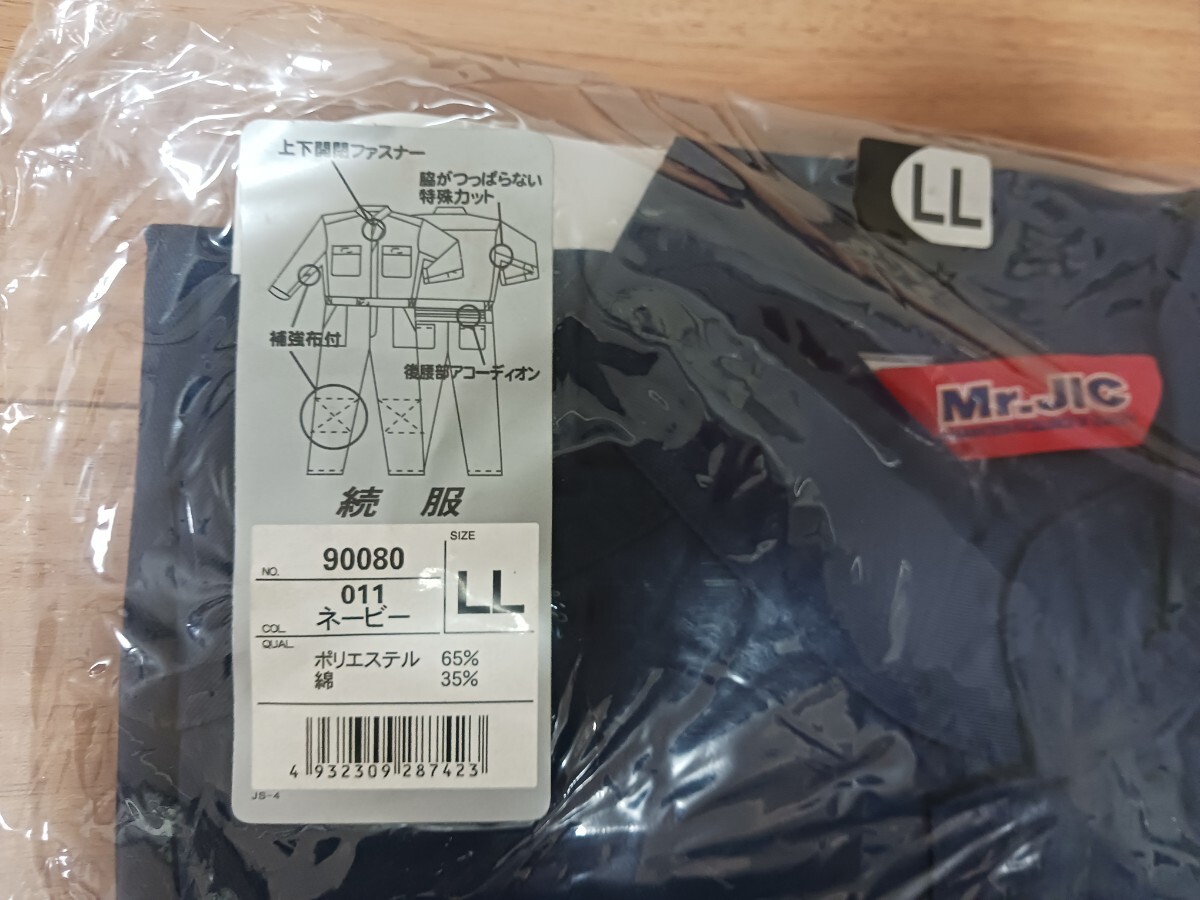 上下開閉ファスナー
脇がつっぱらない
特殊カット
補強布付
後腰部アコーディオン
続 服
NO. 90080
SIZE
LL
011
COL. ネービー
QUAL.
ポリエステル 65%
綿 35%
4 932309 287423
JS-4
LL
Mr.JIC